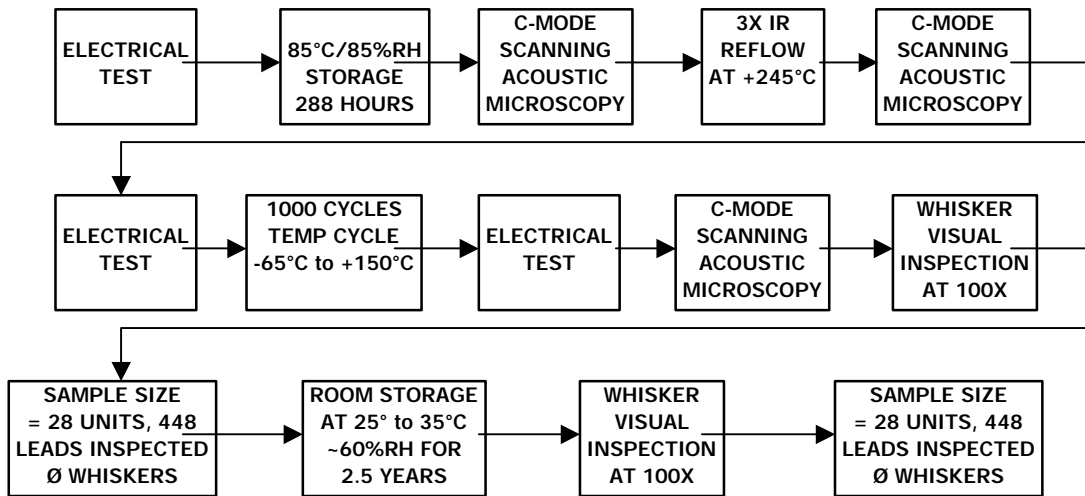 ELECTRICAL
TEST
85°C/85%RH
STORAGE
288 HOURS
C-MODE
SCANNING
ACOUSTIC
MICROSCOPY
3X IR
REFLOW
AT +245°C
C-MODE
SCANNING
ACOUSTIC
MICROSCOPY
ELECTRICAL
TEST
1000 CYCLES
TEMP CYCLE
-65°C to +150°C
ELECTRICAL
TEST
C-MODE
SCANNING
ACOUSTIC
MICROSCOPY
WHISKER
VISUAL
INSPECTION
AT 100X
SAMPLE SIZE
= 28 UNITS, 448
LEADS INSPECTED
Ø WHISKERS
ROOM STORAGE
AT 25° to 35°C
~60%RH FOR
2.5 YEARS
WHISKER
VISUAL
INSPECTION
AT 100X
SAMPLE SIZE
= 28 UNITS, 448
LEADS INSPECTED
Ø WHISKERS